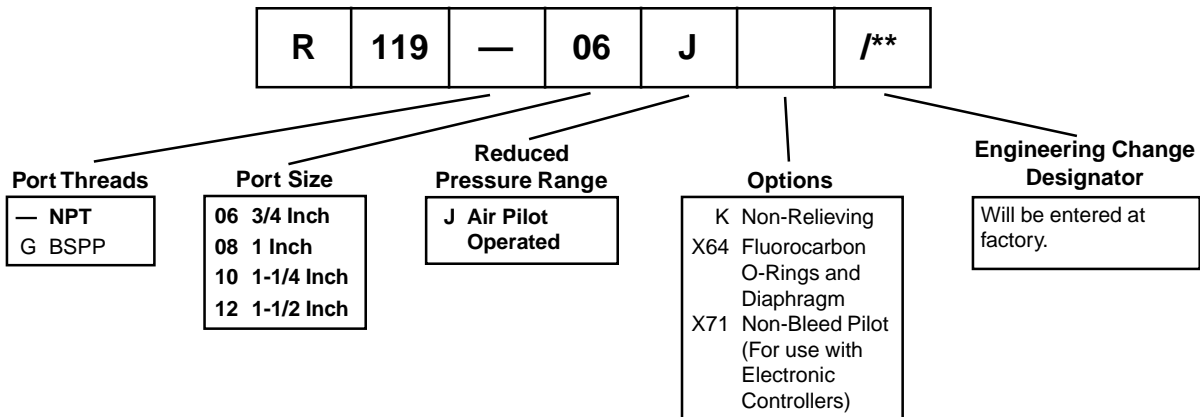 R 119 — 06 J /**
Port Threads
— NPT
G BSPP
Port Size
06 3/4 Inch
08 1 Inch
10 1-1/4 Inch
12 1-1/2 Inch
Reduced
Pressure Range
J Air Pilot
Operated
Options
K Non-Relieving
X64 Fluorocarbon
O-Rings and
Diaphragm
X71 Non-Bleed Pilot
(For use with
Electronic
Controllers)
Engineering Change
Designator
Will be entered at
factory.